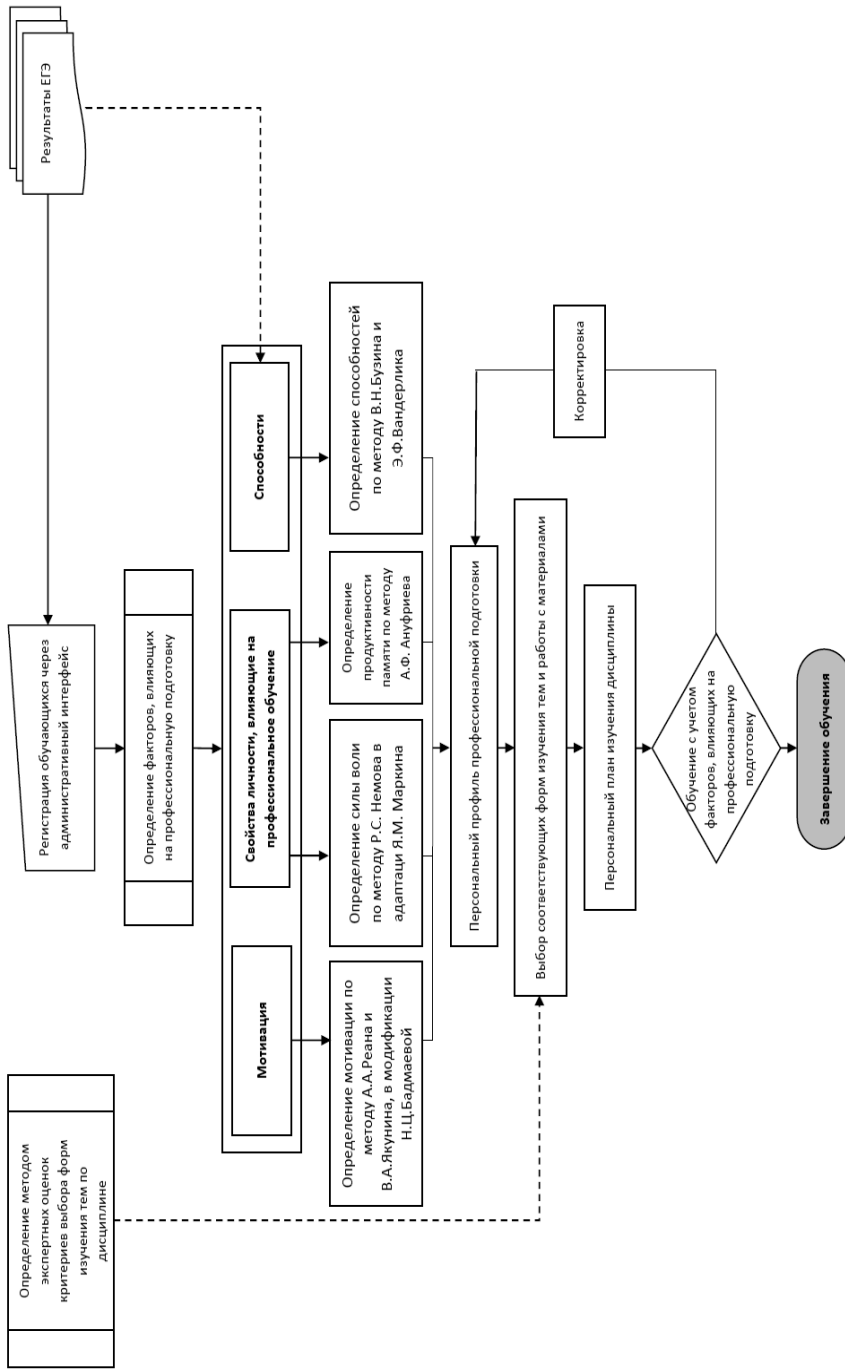 Определение методом
экспертных оценок
критериев выбора форм
изучения тем по
дисциплине
Регистрация обучающихся через
административный интерфейс
Результаты ЕГЭ
Определение факторов, влияющих
на профессиональную подготовку
Мотивация
Свойства личности, влияющие на
профессиональное обучение
Способности
Определение мотивации по
методу А.А.Реана и
В.А.Якунина, в модификации
Н.Ц.Бадмаевой
Определение силы воли
по методу Р.С. Немова в
адаптаци Я.М. Маркина
Определение
продуктивности
памяти по методу
А.Ф. Ануфриева
Определение способностей
по методу В.Н.Бузина и
Э.Ф.Вандерлика
Персональный профиль профессиональной подготовки
Выбор соответствующих форм изучения тем и работы с материалами
Корректировка
Персональный план изучения дисциплины
Обучение с учетом
факторов, влияющих на
профессиональную
подготовку
Завершение обучения